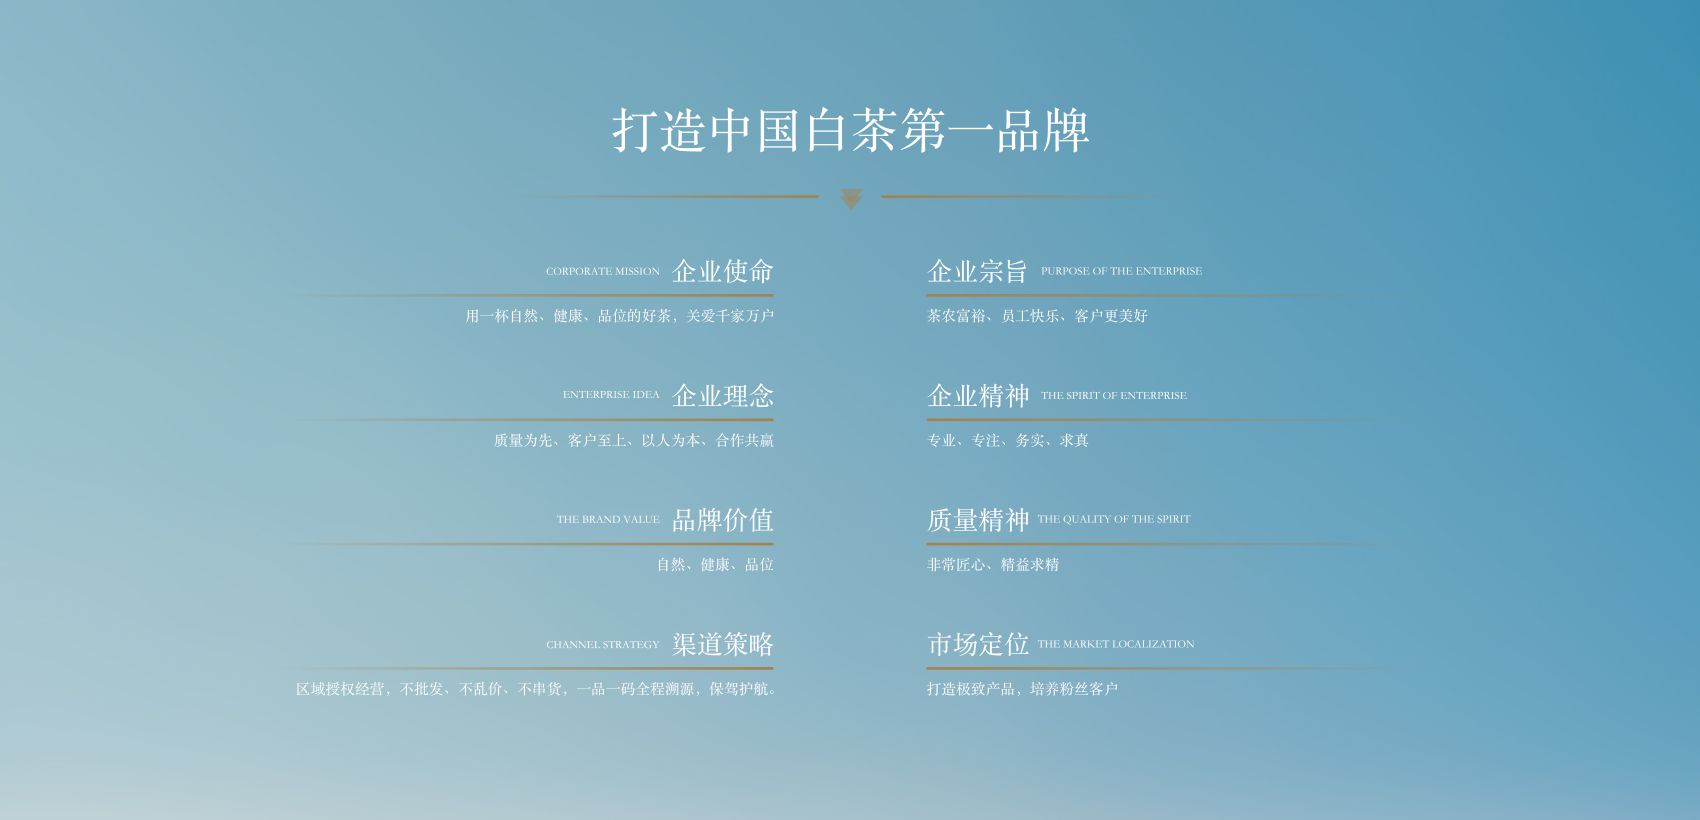 打造中国白茶第一品牌
CORPORATE MISSION 企业使命
用一杯自然、健康、品位的好茶，关爱千家万户
企业宗旨 PURPOSE OF THE ENTERPRISE
茶农富裕、员工快乐、客户更美好
ENTERPRISE IDEA 企业理念
质量为先、客户至上、以人为本、合作共赢
企业精神 THE SPIRIT OF ENTERPRISE
专业、专注、务实、求真
THE BRAND VALUE 品牌价值
自然、健康、品位
质量精神 THE QUALITY OF THE SPIRIT
非常匠心、精益求精
CHANNEL STRATEGY 渠道策略
区域授权经营，不批发、不乱价、不串货，一品一码全程溯源，保驾护航。
市场定位 THE MARKET LOCALIZATION
打造极致产品，培养粉丝客户